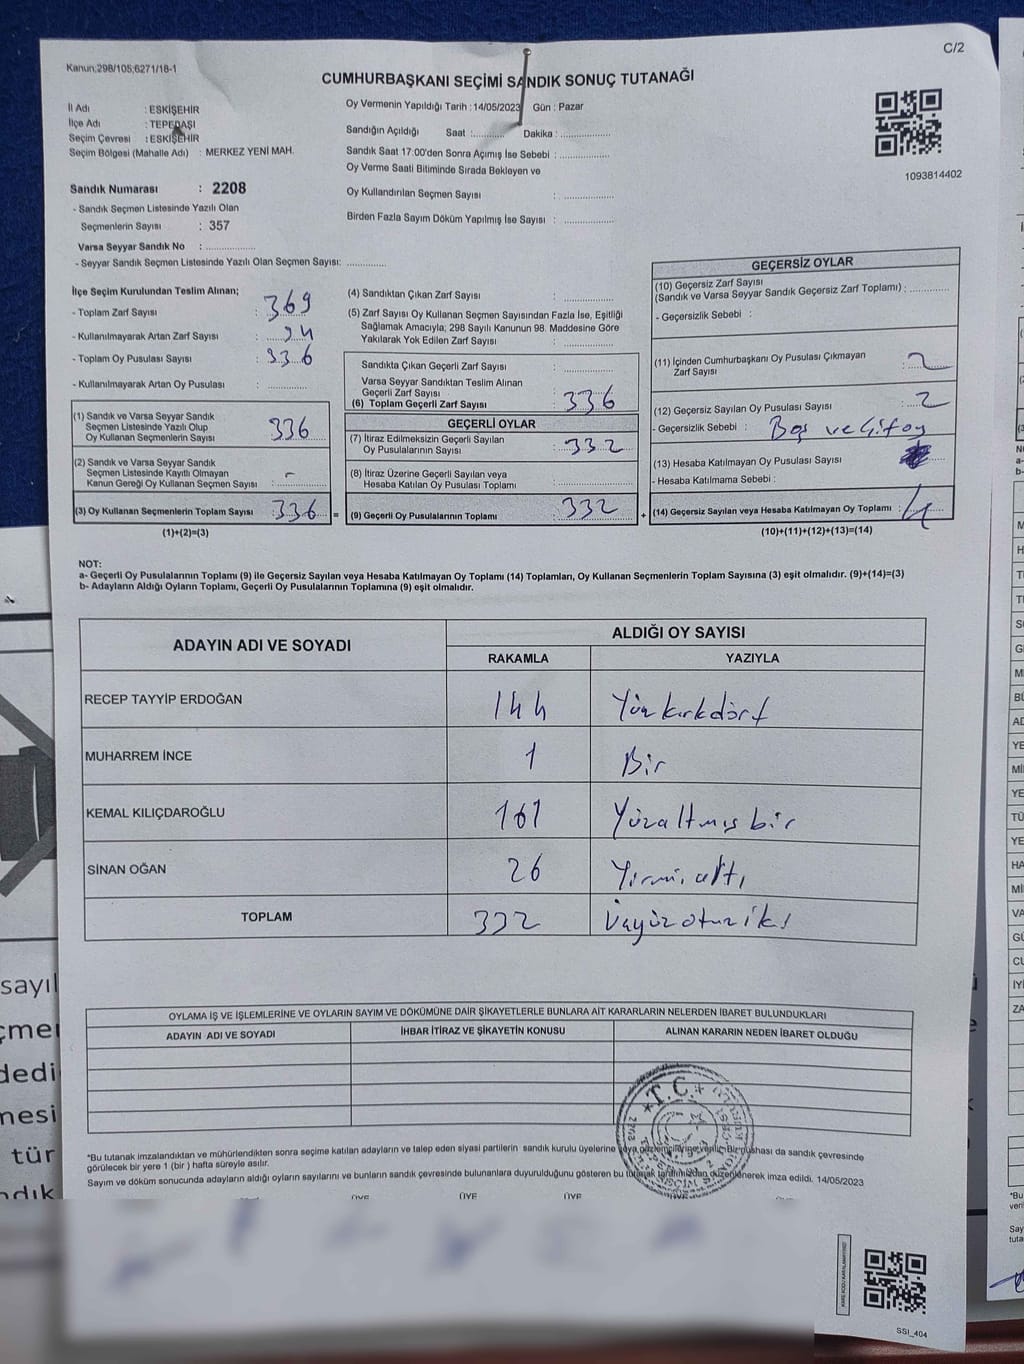 C/2
Kanun;298/105;6271/18-1
CUMHURBAŞKANI SEÇİMİ SANDIK SONUÇ TUTANAĞI
İl Adı : ESKİŞEHİR
İlçe Adı : TEPEBAŞI
Seçim Çevresi : ESKİŞEHİR
Seçim Bölgesi (Mahalle Adı) : MERKEZ YENİ MAH.
Oy Vermenin Yapıldığı Tarih : 14/05/2023 Gün : Pazar
Sandığın Açıldığı Saat :.......... Dakika : ..............
Sandık Saat 17:00'den Sonra Açımış İse Sebebi : ..............
Oy Verme Saati Bitiminde Sırada Bekleyen ve
Oy Kullandırılan Seçmen Sayısı : ..............
Birden Fazla Sayım Döküm Yapılmış İse Sayısı : ..............
1093814402
Sandık Numarası : 2208
- Sandık Seçmen Listesinde Yazılı Olan
Seçmenlerin Sayısı : 357
Varsa Seyyar Sandık No : ..............
- Seyyar Sandık Seçmen Listesinde Yazılı Olan Seçmen Sayısı: ...........
İlçe Seçim Kurulundan Teslim Alınan;
- Toplam Zarf Sayısı : 369
- Kullanılmayarak Artan Zarf Sayısı :
- Toplam Oy Pusulası Sayısı : 336
- Kullanılmayarak Artan Oy Pusulası : ...........
(1) Sandık ve Varsa Seyyar Sandık
Seçmen Listesinde Yazılı Olup
Oy Kullanan Seçmenlerin Sayısı 336
(2) Sandık ve Varsa Seyyar Sandık
Seçmen Listesinde Kayıtlı Olmayan
Kanun Gereği Oy Kullanan Seçmen Sayısı : -
(3) Oy Kullanan Seçmenlerin Toplam Sayısı : 336 =
(1)+(2)=(3)
(4) Sandıktan Çıkan Zarf Sayısı : ..............
(5) Zarf Sayısı Oy Kullanan Seçmen Sayısından Fazla İse, Eşitliği
Sağlamak Amacıyla; 298 Sayılı Kanunun 98. Maddesine Göre
Yakılarak Yok Edilen Zarf Sayısı : ..............
Sandıkta Çıkan Geçerli Zarf Sayısı : ..............
Varsa Seyyar Sandıktan Teslim Alınan
Geçerli Zarf Sayısı
(6) Toplam Geçerli Zarf Sayısı : 336
GEÇERLİ OYLAR
(7) İtiraz Edilmeksizin Geçerli Sayılan
Oy Pusulalarının Sayısı : 332
(8) İtiraz Üzerine Geçerli Sayılan veya
Hesaba Katılan Oy Pusulası Toplamı : ..............
(9) Geçerli Oy Pusulalarının Toplamı : 332 +
GEÇERSİZ OYLAR
(10) Geçersiz Zarf Sayısı
(Sandık ve Varsa Seyyar Sandık Geçersiz Zarf Toplamı) : ...........
- Geçersizlik Sebebi :
(11) İçinden Cumhurbaşkanı Oy Pusulası Çıkmayan
Zarf Sayısı : 2
(12) Geçersiz Sayılan Oy Pusulası Sayısı : 2
- Geçersizlik Sebebi : Boş ve Çift oy
(13) Hesaba Katılmayan Oy Pusulası Sayısı :
- Hesaba Katılmama Sebebi :
(14) Geçersiz Sayılan veya Hesaba Katılmayan Oy Toplamı : 4
(10)+(11)+(12)+(13)=(14)
NOT:
a- Geçerli Oy Pusulalarının Toplamı (9) ile Geçersiz Sayılan veya Hesaba Katılmayan Oy Toplamı (14) Toplamları, Oy Kullanan Seçmenlerin Toplam Sayısına (3) eşit olmalıdır. (9)+(14)=(3)
b- Adayların Aldığı Oyların Toplamı, Geçerli Oy Pusulalarının Toplamına (9) eşit olmalıdır.
ADAYIN ADI VE SOYADI ALDIĞI OY SAYISI
RAKAMLA YAZIYLA
RECEP TAYYİP ERDOĞAN 144 Yüzkırkdört
MUHARREM İNCE 1 Bir
KEMAL KILIÇDAROĞLU 161 Yüzaltmış bir
SİNAN OĞAN 26 Yirmi altı
TOPLAM 332 üçyüz otuz iki
OYLAMA İŞ VE İŞLEMLERİNE VE OYLARIN SAYIM VE DÖKÜMÜNE DAİR ŞİKAYETLERLE BUNLARA AİT KARARLARIN NELERDEN İBARET BULUNDUKLARI
ADAYIN ADI VE SOYADI İHBAR İTİRAZ VE ŞİKAYETİN KONUSU ALINAN KARARIN NEDEN İBARET OLDUĞU
T.C.
*Bu tutanak imzalandıktan ve mühürlendikten sonra seçime katılan adayların ve talep eden siyasi partilerin sandık kurulu üyelerine veya gözlemcilerine verilir. Bir nüshası da sandık çevresinde
görülecek bir yere 1 (bir ) hafta süreyle asılır.
Sayım ve döküm sonucunda adayların aldığı oyların sayılarını ve bunların sandık çevresinde bulunanlara duyurulduğunu gösteren bu tutanak tarafımızdan düzenlenerek imza edildi. 14/05/2023
ÜYE ÜYE ÜYE ÜYE
SSI_404